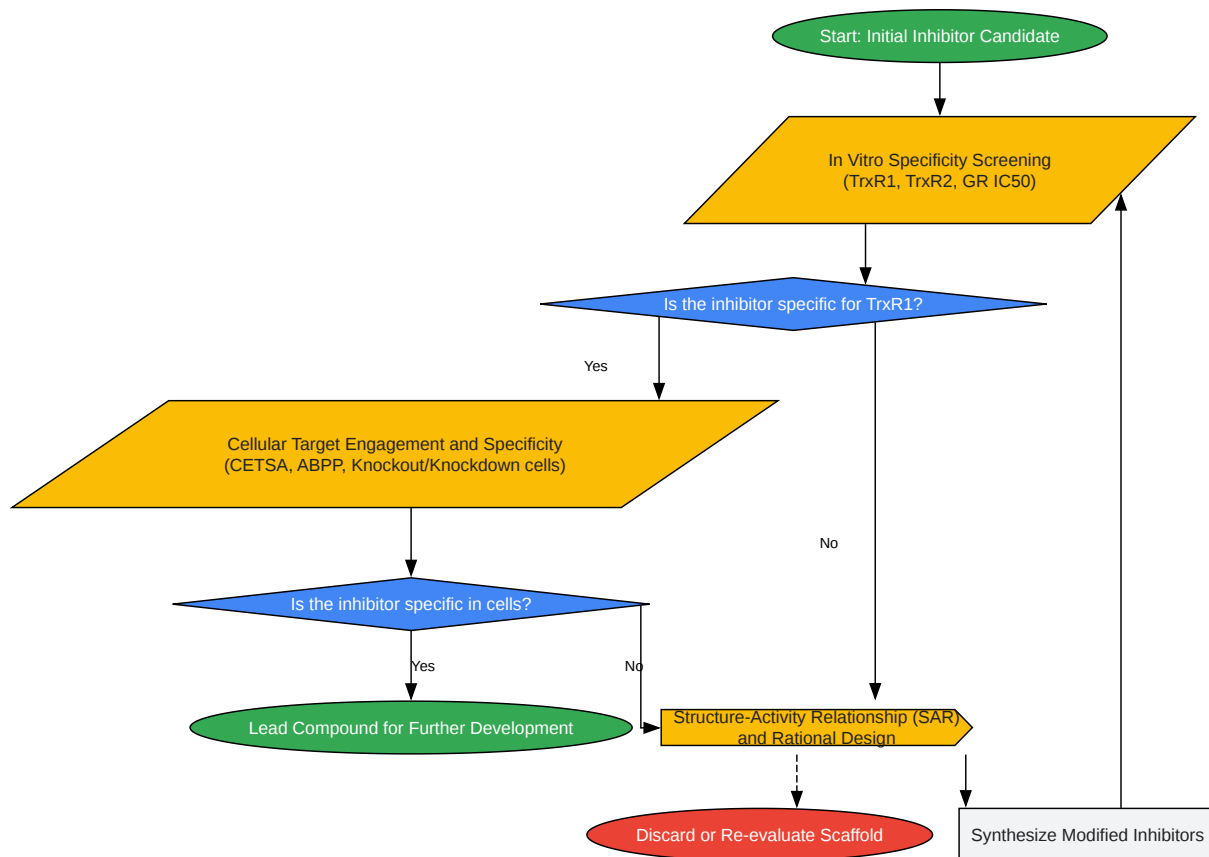 Start: Initial Inhibitor Candidate
In Vitro Specificity Screening
(TrxR1, TrxR2, GR IC50)
Is the inhibitor specific for TrxR1?
Yes
Cellular Target Engagement and Specificity
(CETSA, ABPP, Knockout/Knockdown cells)
No
Is the inhibitor specific in cells?
Yes
No
Lead Compound for Further Development
Structure-Activity Relationship (SAR)
and Rational Design
Discard or Re-evaluate Scaffold
Synthesize Modified Inhibitors